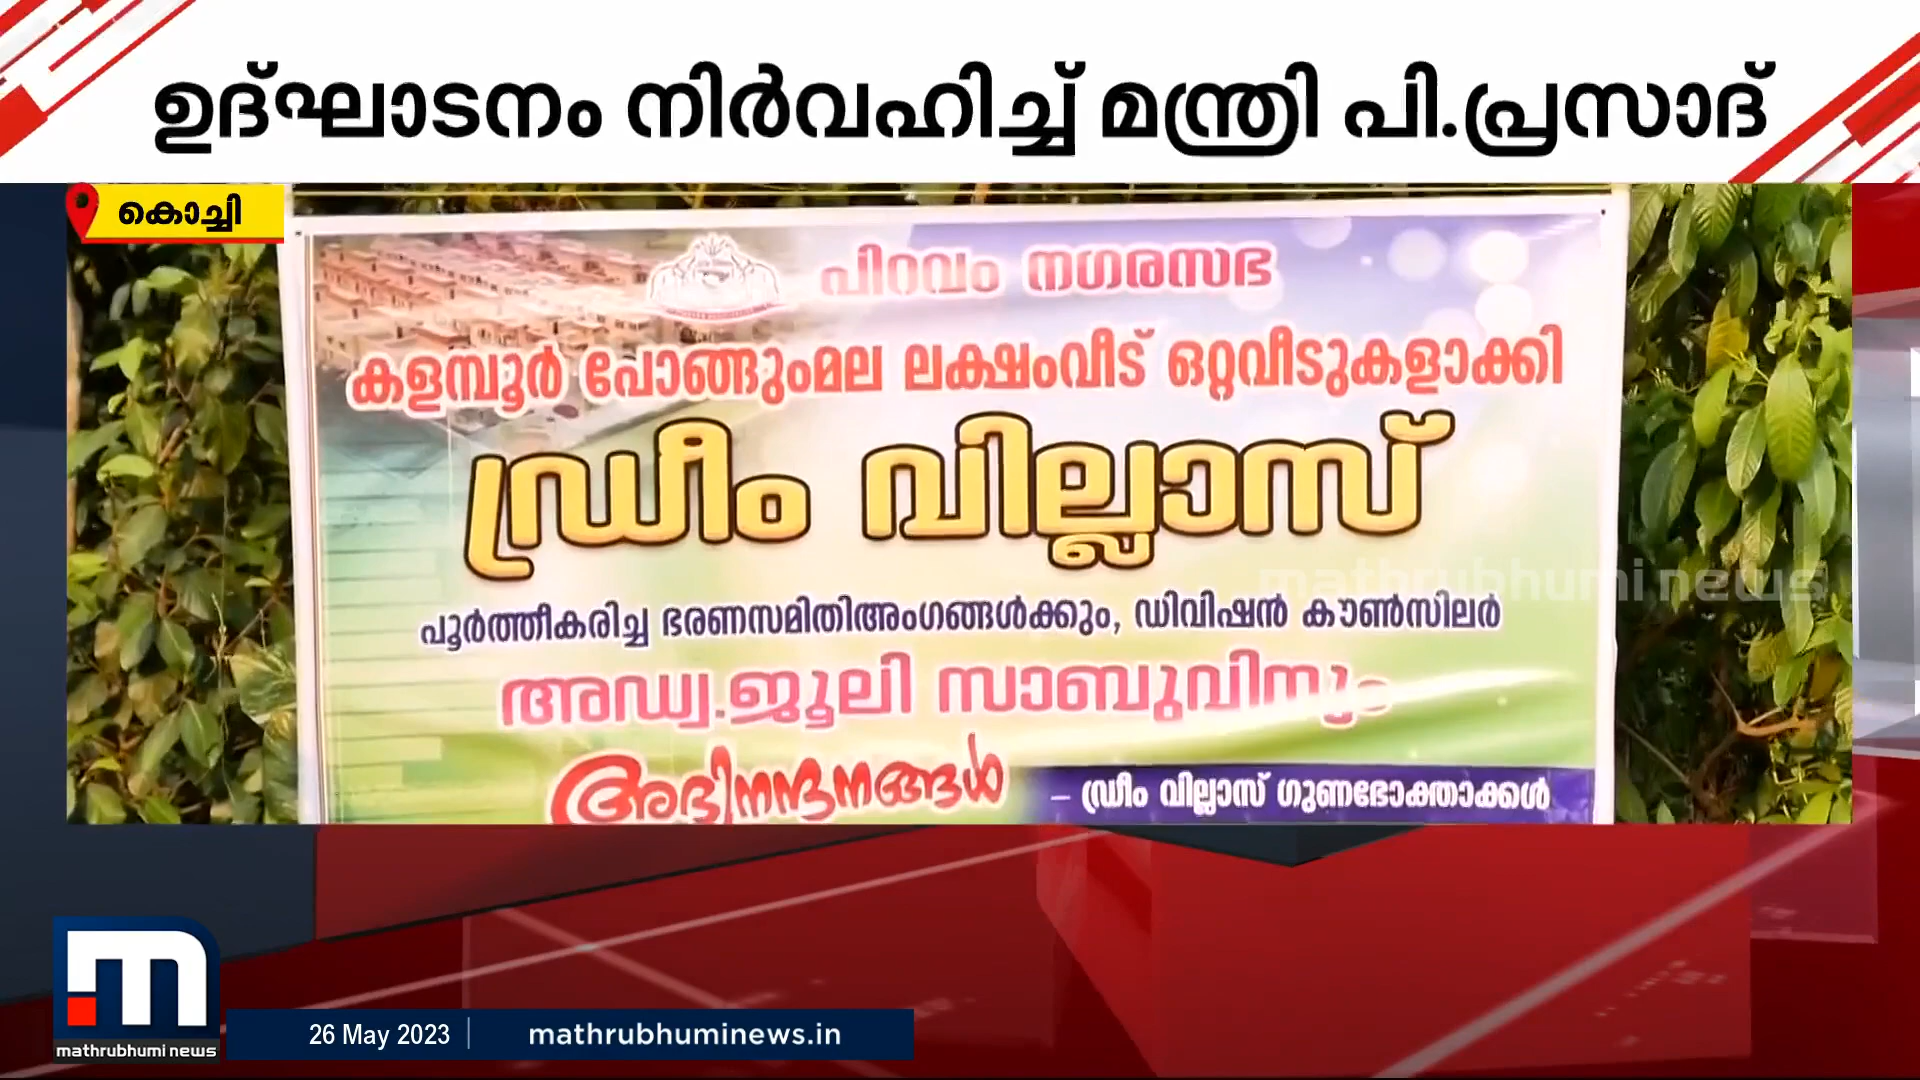 ഉദ്ഘാടനം നിർവഹിച്ച് മന്ത്രി പി.പ്രസാദ്
കൊച്ചി
പിറവം നഗരസഭ
കളമ്പൂർ പോങ്ങുംമല ലക്ഷംവീട് ഒറ്റവീടുകളാക്കി
ഡ്രീം വില്ലാസ്
mathrubhumi news
പൂർത്തീകരിച്ച ഭരണസമിതിഅംഗങ്ങൾക്കും, ഡിവിഷൻ കൗൺസിലർ
അഡ്വ.ജൂലി സാബുവിനും
അഭിനന്ദനങ്ങൾ
– ഡ്രീം വില്ലാസ് ഗുണഭോക്താക്കൾ
mathrubhumi news
26 May 2023
mathrubhuminews.in